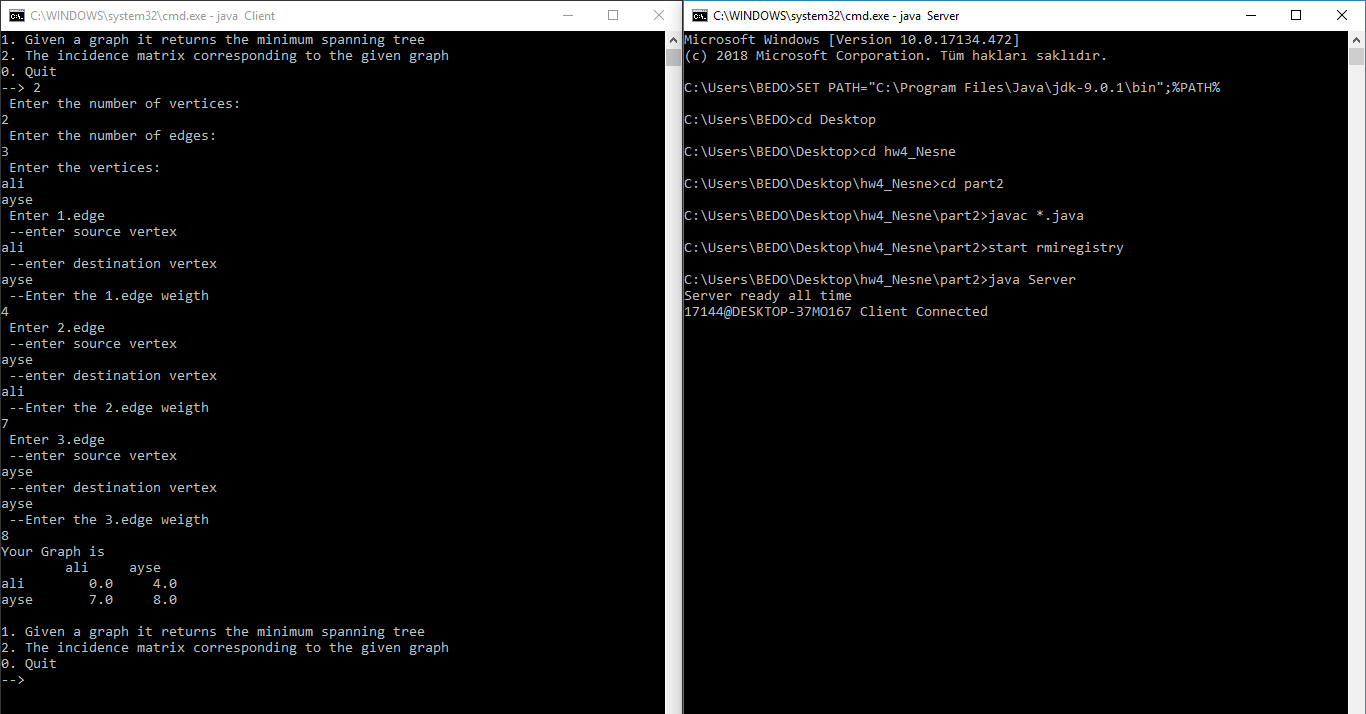 C:\WINDOWS\system32\cmd.exe - java Client
1. Given a graph it returns the minimum spanning tree
2. The incidence matrix corresponding to the given graph
0. Quit
--> 2
Enter the number of vertices:
2
Enter the number of edges:
3
Enter the vertices:
ali
ayse
Enter 1.edge
--enter source vertex
ali
--enter destination vertex
ayse
--Enter the 1.edge weigth
4
Enter 2.edge
--enter source vertex
ayse
--enter destination vertex
ali
--Enter the 2.edge weigth
7
Enter 3.edge
--enter source vertex
ayse
--enter destination vertex
ayse
--Enter the 3.edge weigth
8
Your Graph is
ali ayse
ali 0.0 4.0
ayse 7.0 8.0
1. Given a graph it returns the minimum spanning tree
2. The incidence matrix corresponding to the given graph
0. Quit
-->
C:\WINDOWS\system32\cmd.exe - java Server
Microsoft Windows [Version 10.0.17134.472]
(c) 2018 Microsoft Corporation. Tüm hakları saklıdır.
C:\Users\BEDO>SET PATH="C:\Program Files\Java\jdk-9.0.1\bin";%PATH%
C:\Users\BEDO>cd Desktop
C:\Users\BEDO\Desktop>cd hw4_Nesne
C:\Users\BEDO\Desktop\hw4_Nesne>cd part2
C:\Users\BEDO\Desktop\hw4_Nesne\part2>javac *.java
C:\Users\BEDO\Desktop\hw4_Nesne\part2>start rmiregistry
C:\Users\BEDO\Desktop\hw4_Nesne\part2>java Server
Server ready all time
17144@DESKTOP-37MO167 Client Connected